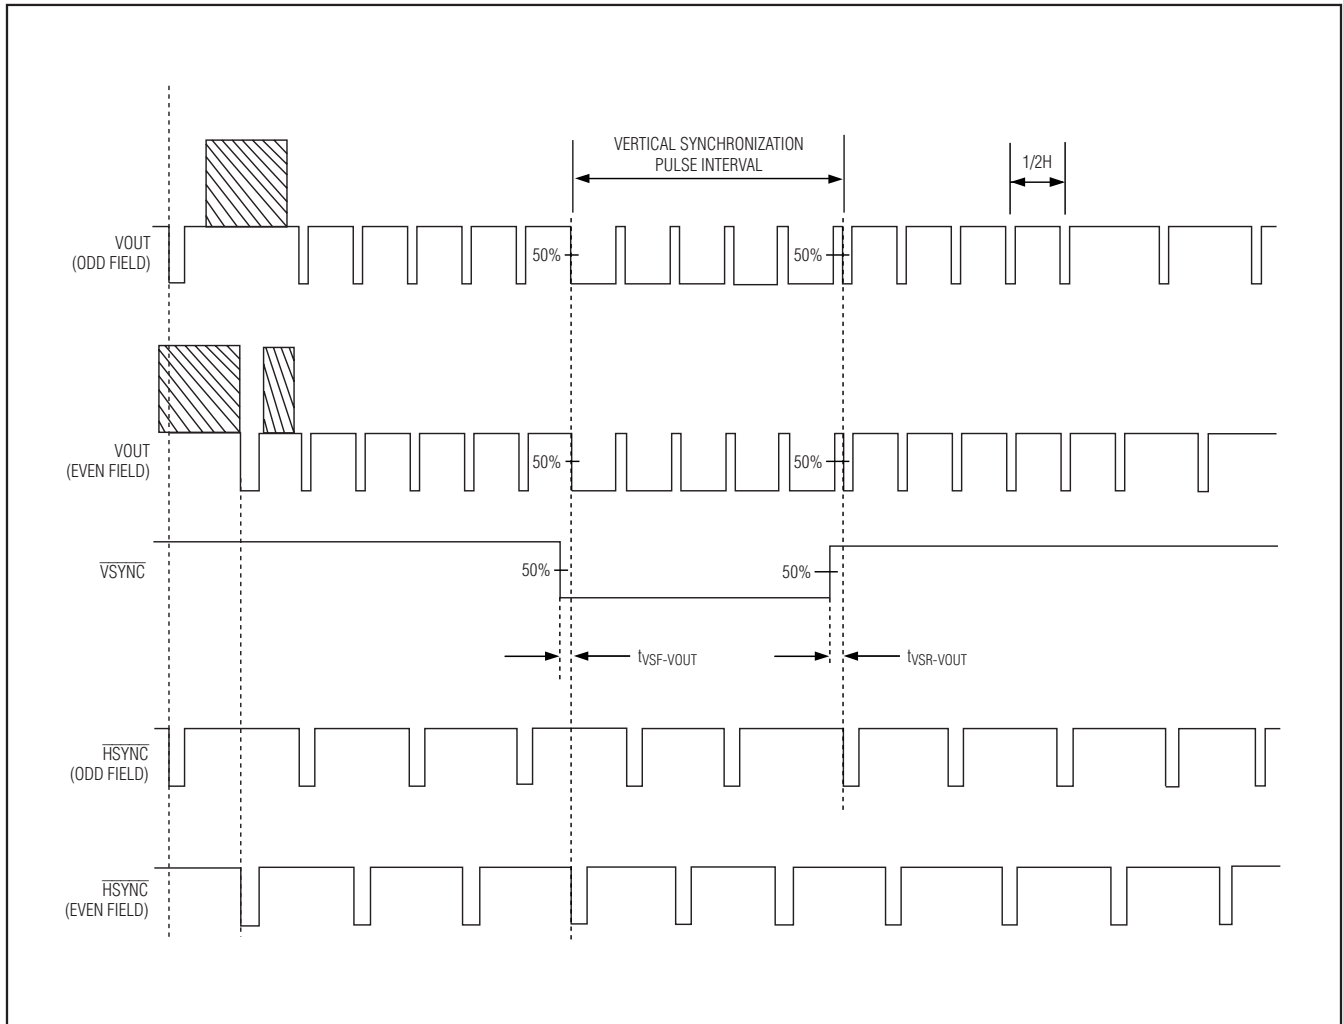 VERTICAL SYNCHRONIZATION
PULSE INTERVAL
1/2H
VOUT
(ODD FIELD)
50%
50%
VOUT
(EVEN FIELD)
50%
50%
VSYNC
50%
50%
tVSF-VOUT
tVSR-VOUT
HSYNC
(ODD FIELD)
HSYNC
(EVEN FIELD)